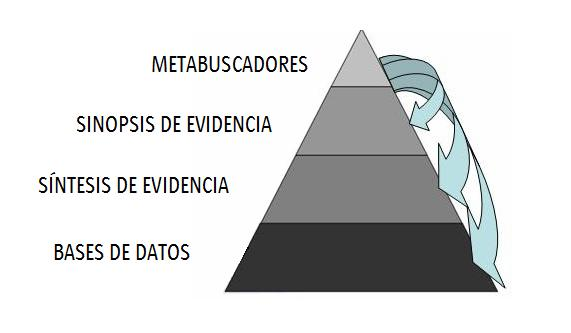 METABUSCADORES
SINOPSIS DE EVIDENCIA
SÍNTESIS DE EVIDENCIA
BASES DE DATOS